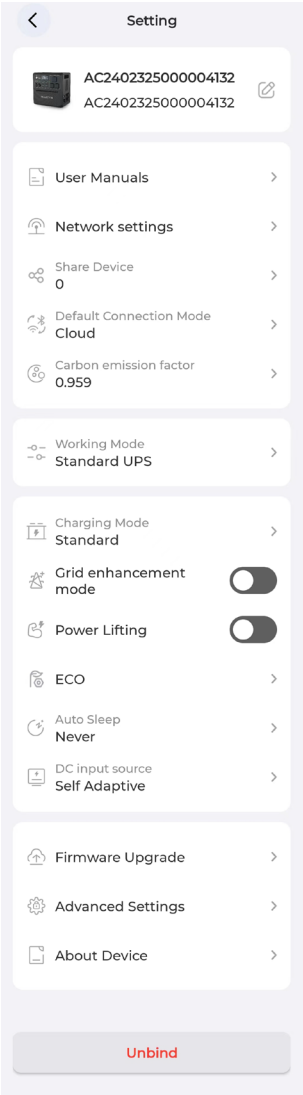 Setting
AC2402325000004132
AC2402325000004132
User Manuals
Network settings
Share Device
0
Default Connection Mode
Cloud
Carbon emission factor
0.959
Working Mode
Standard UPS
Charging Mode
Standard
Grid enhancement
mode
Power Lifting
ECO
Auto Sleep
Never
DC input source
Self Adaptive
Firmware Upgrade
Advanced Settings
About Device
Unbind